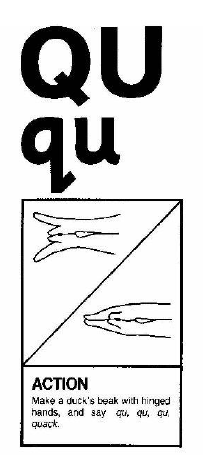 QU
qu
ACTION
Make a duck's beak with hinged
hands, and say qu, qu, qu,
quack.